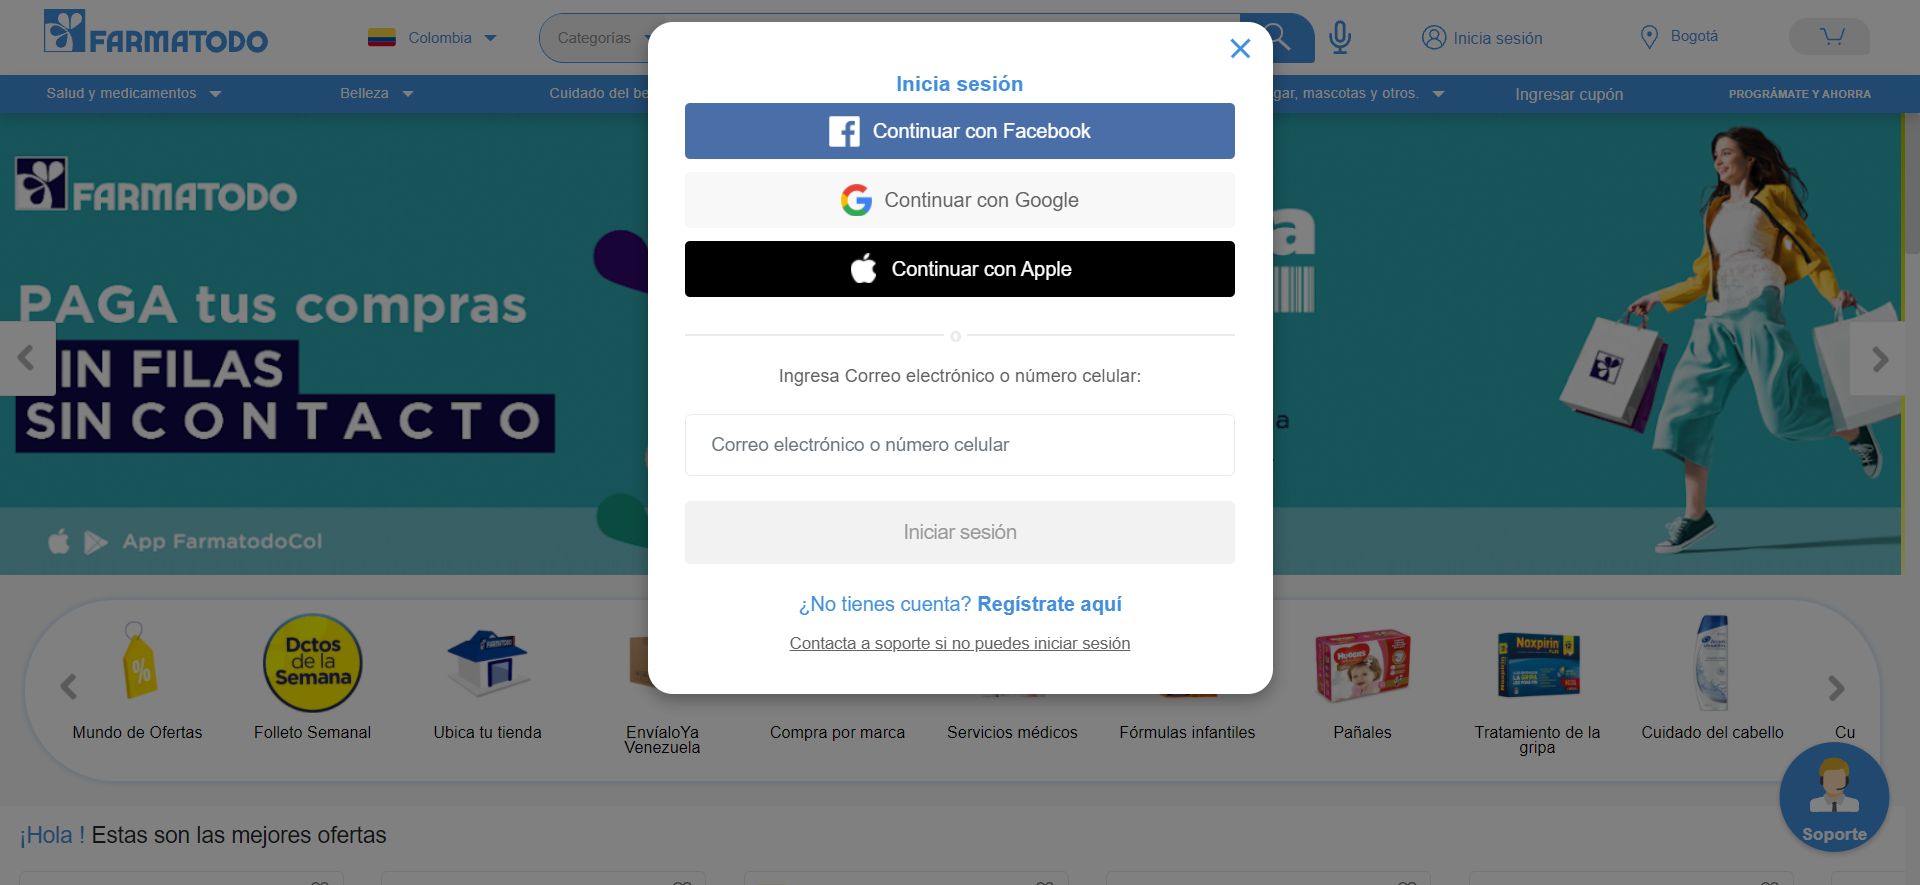 FARMATODO
Colombia
Categorías
Inicia sesión
Bogotá
Salud y medicamentos
Belleza
Cuidado del be
gar, mascotas y otros.
Ingresar cupón
PROGRÁMATE Y AHORRA
Inicia sesión
Continuar con Facebook
Continuar con Google
Continuar con Apple
o
Ingresa Correo electrónico o número celular:
Correo electrónico o número celular
Iniciar sesión
¿No tienes cuenta? Regístrate aquí
Contacta a soporte si no puedes iniciar sesión
FARMATODO
PAGA tus compras
IN FILAS
SIN CONTACTO
App FarmatodoCol
a
a
%
Dctos
de la
Semana
FARMATODO
HUGGIES
Noxpirin
Mundo de Ofertas
Folleto Semanal
Ubica tu tienda
EnvíaloYa
Venezuela
Compra por marca
Servicios médicos
Fórmulas infantiles
Pañales
Tratamiento de la
gripa
Cuidado del cabello
Cu
Soporte
¡Hola ! Estas son las mejores ofertas